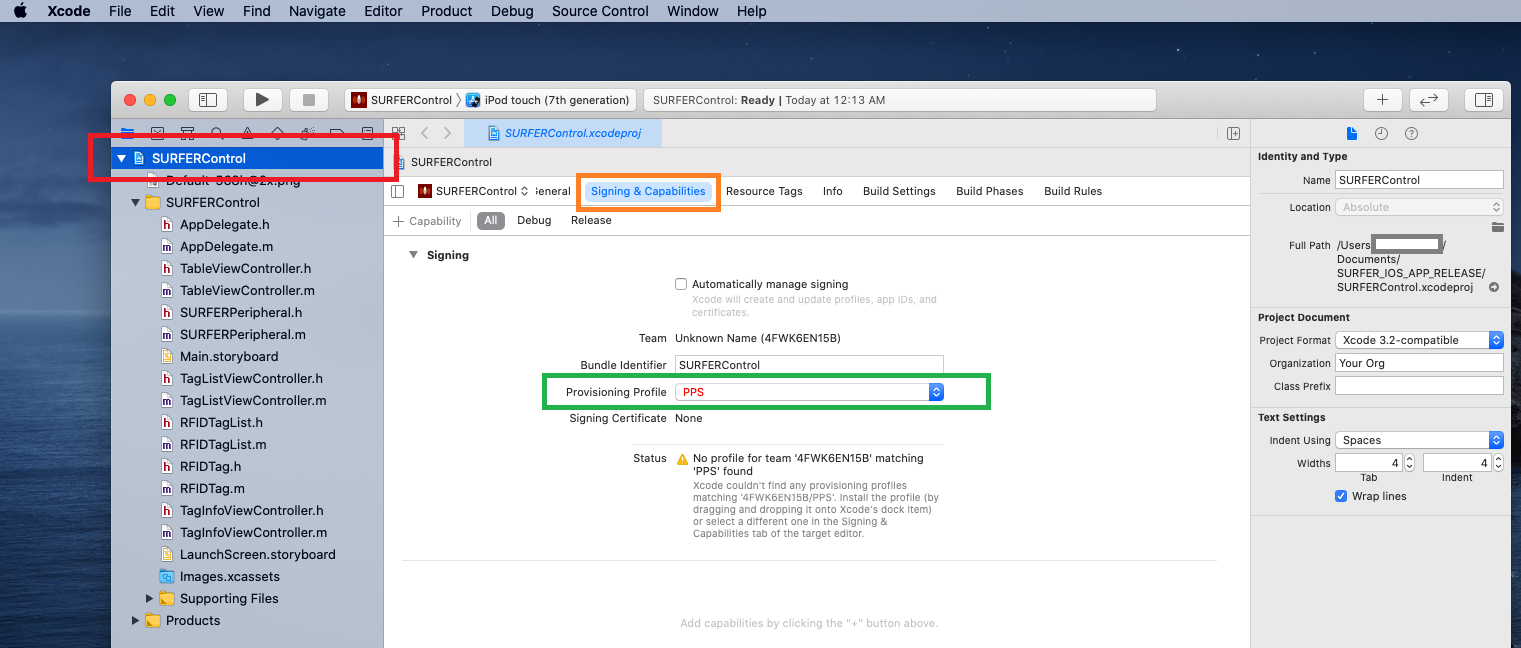 Xcode File Edit View Find Navigate Editor Product Debug Source Control Window Help
SURFERControl iPod touch (7th generation)
SURFERControl: Ready | Today at 12:13 AM
SURFERControl.xcodeproj
SURFERControl
Default-568h@2x.png
SURFERControl
AppDelegate.h
AppDelegate.m
TableViewController.h
TableViewController.m
SURFERPeripheral.h
SURFERPeripheral.m
Main.storyboard
TagListViewController.h
TagListViewController.m
RFIDTagList.h
RFIDTagList.m
RFIDTag.h
RFIDTag.m
TagInfoViewController.h
TagInfoViewController.m
LaunchScreen.storyboard
Images.xcassets
Supporting Files
Products
SURFERControl
SURFERControl eneral Signing & Capabilities Resource Tags Info Build Settings Build Phases Build Rules
+ Capability All Debug Release
Signing
Automatically manage signing
Xcode will create and update profiles, app IDs, and
certificates.
Team Unknown Name (4FWK6EN15B)
Bundle Identifier SURFERControl
Provisioning Profile PPS
Signing Certificate None
Status No profile for team '4FWK6EN15B' matching
'PPS' found
Xcode couldn't find any provisioning profiles
matching '4FWK6EN15B/PPS'. Install the profile (by
dragging and dropping it onto Xcode's dock item)
or select a different one in the Signing &
Capabilities tab of the target editor.
Add capabilities by clicking the "+" button above.
Identity and Type
Name SURFERControl
Location Absolute
Full Path /Users /
Documents/
SURFER_IOS_APP_RELEASE/
SURFERControl.xcodeproj
Project Document
Project Format Xcode 3.2-compatible
Organization Your Org
Class Prefix
Text Settings
Indent Using Spaces
Widths 4 4
Tab Indent
Wrap lines